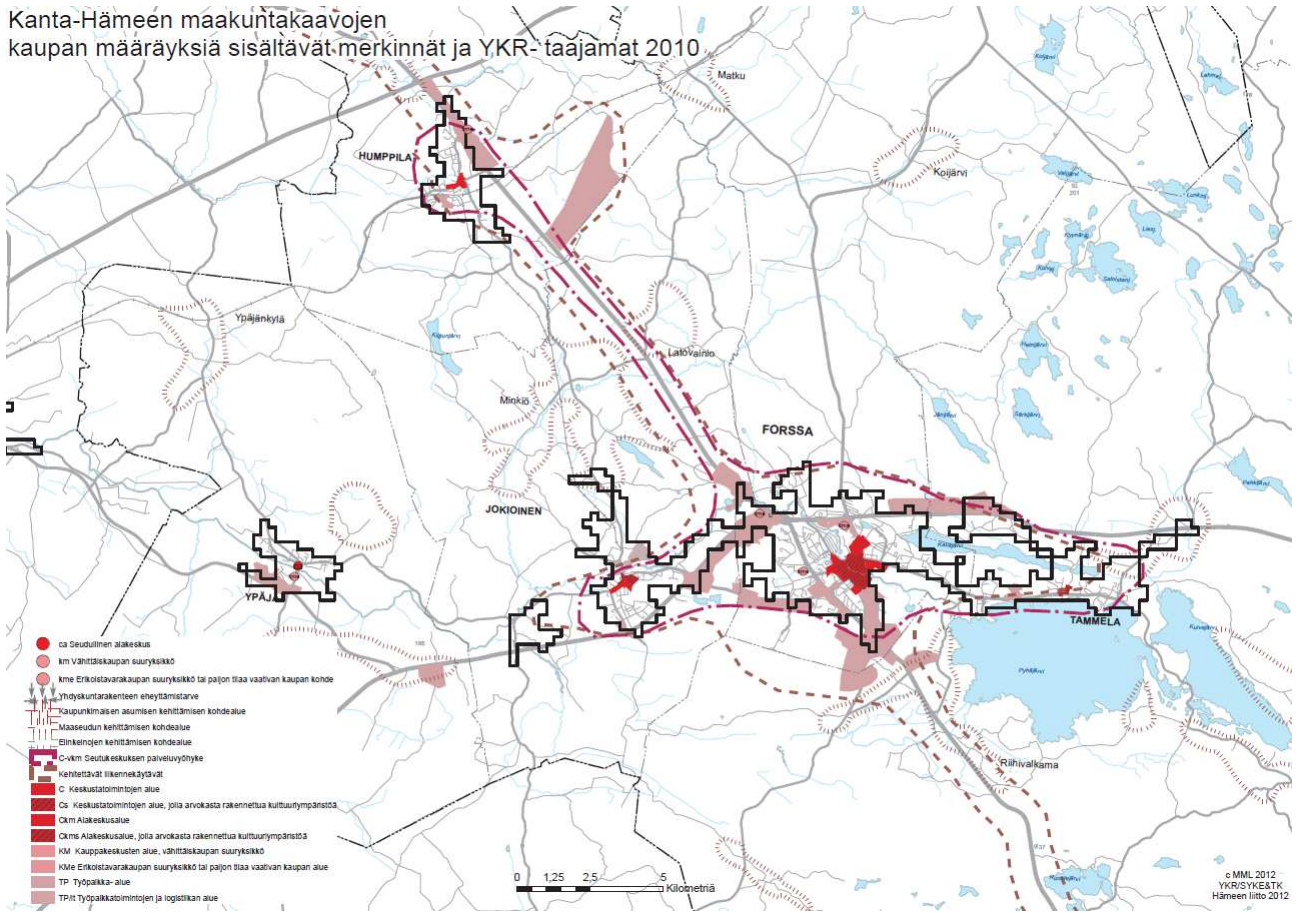 Kanta-Hämeen maakuntakaavojen
kaupan määräyksiä sisältävät merkinnät ja YKR- taajamat 2010
Matku
HUMPPILA
Koijärvi
Ypäjänkylä
Latovainio
Minkiö
FORSSA
JOKIOINEN
YPÄJÄ
TAMMELA
Pyhäjärvi
Kuivajärvi
Riihivalkama
ca Seudullinen alakeskus
km Vähittäiskaupan suuryksikkö
kme Erikoistavarakaupan suuryksikkö tai paljon tilaa vaativan kaupan kohde
Yhdyskuntarakenteen eheyttämistarve
Kaupunkimaisen asumisen kehittämisen kohdealue
Maaseudun kehittämisen kohdealue
Elinkeinojen kehittämisen kohdealue
C-vkm Seutukeskuksen palveluvyöhyke
Kehitettävät liikennekäytävät
C Keskustatoimintojen alue
Cs Keskustatoimintojen alue, jolla arvokasta rakennettua kulttuuriympäristöä
Ckm Alakeskusalue
Ckms Alakeskusalue, jolla arvokasta rakennettua kulttuuriympäristöä
KM Kauppakeskusten alue, vähittäiskaupan suuryksikkö
KMe Erikoistavarakaupan suuryksikkö tai paljon tilaa vaativan kaupan alue
TP Työpaikka- alue
TP/t Työpaikkatoimintojen ja logistiikan alue
0 1,25 2,5 5
Kilometriä
c MML 2012
YKR/SYKE&TK
Hämeen liitto 2012